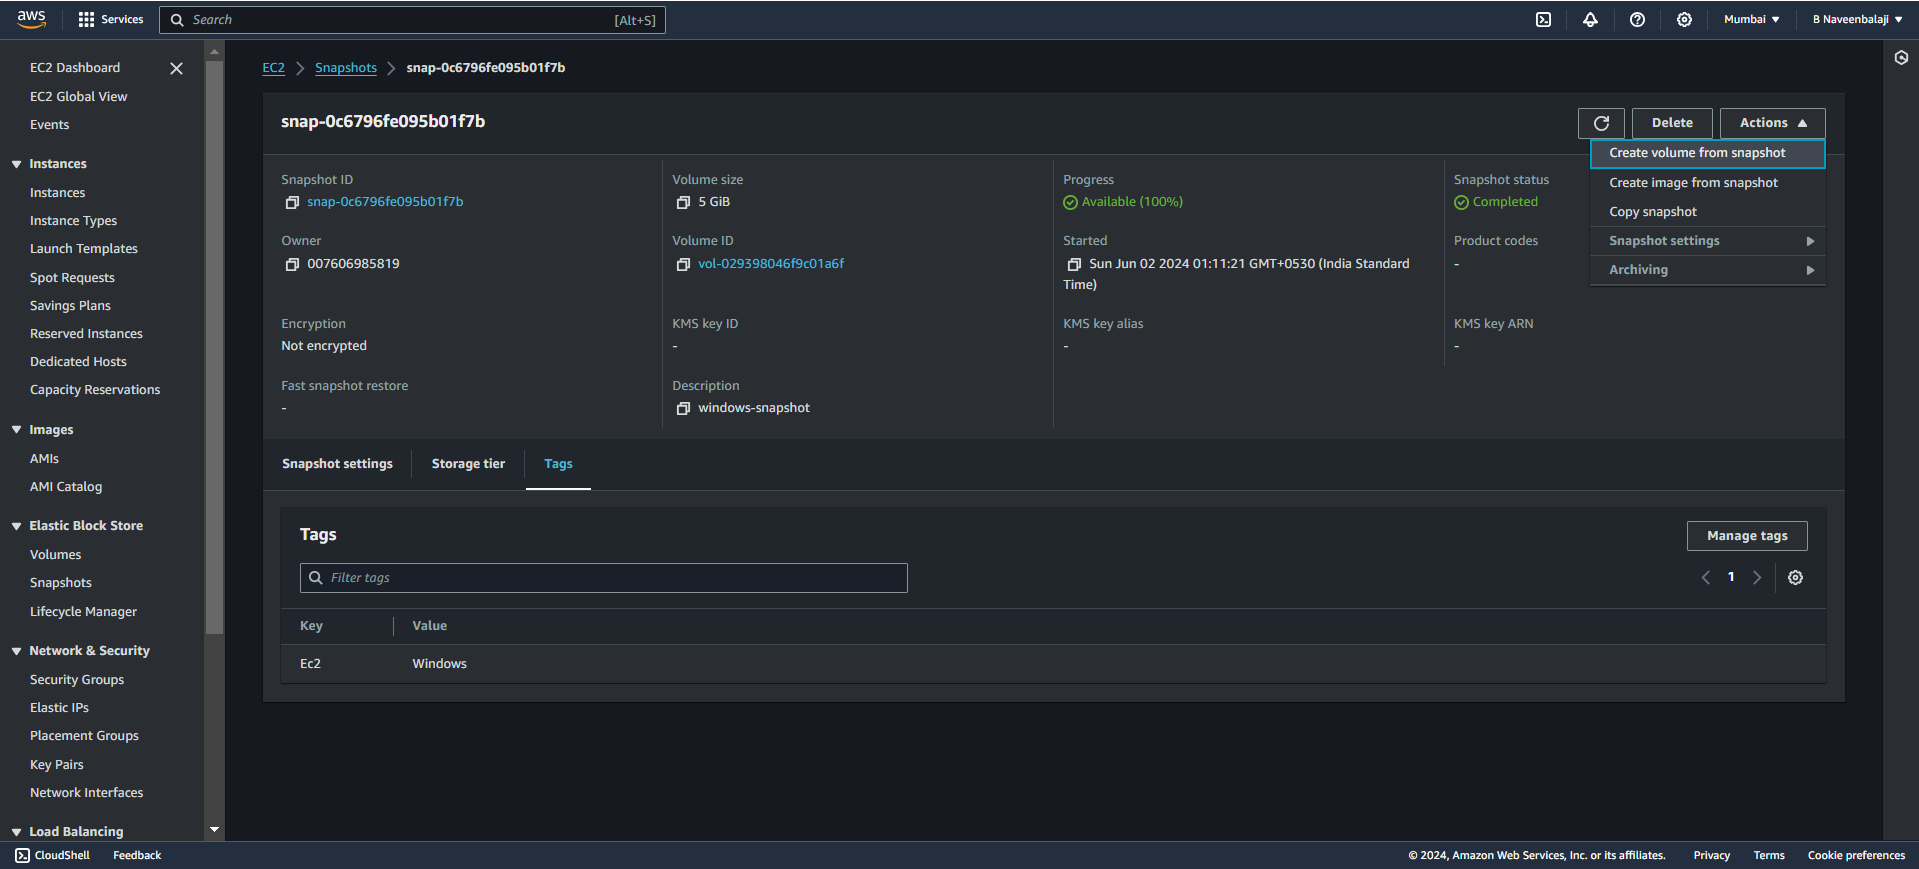 aws Services Search [Alt+S] Mumbai B Naveenbalaji
EC2 Dashboard
EC2 Global View
Events
Instances
Instances
Instance Types
Launch Templates
Spot Requests
Savings Plans
Reserved Instances
Dedicated Hosts
Capacity Reservations
Images
AMIs
AMI Catalog
Elastic Block Store
Volumes
Snapshots
Lifecycle Manager
Network & Security
Security Groups
Elastic IPs
Placement Groups
Key Pairs
Network Interfaces
Load Balancing
EC2 Snapshots snap-0c6796fe095b01f7b
snap-0c6796fe095b01f7b
Delete Actions
Create volume from snapshot
Create image from snapshot
Copy snapshot
Snapshot settings
Archiving
Snapshot ID
snap-0c6796fe095b01f7b
Volume size
5 GiB
Progress
Available (100%)
Snapshot status
Completed
Owner
007606985819
Volume ID
vol-029398046f9c01a6f
Started
Sun Jun 02 2024 01:11:21 GMT+0530 (India Standard
Time)
Product codes
-
Encryption
Not encrypted
KMS key ID
-
KMS key alias
-
KMS key ARN
-
Fast snapshot restore
-
Description
windows-snapshot
Snapshot settings Storage tier Tags
Tags
Manage tags
Filter tags
1
Key Value
Ec2 Windows
CloudShell Feedback © 2024, Amazon Web Services, Inc. or its affiliates. Privacy Terms Cookie preferences